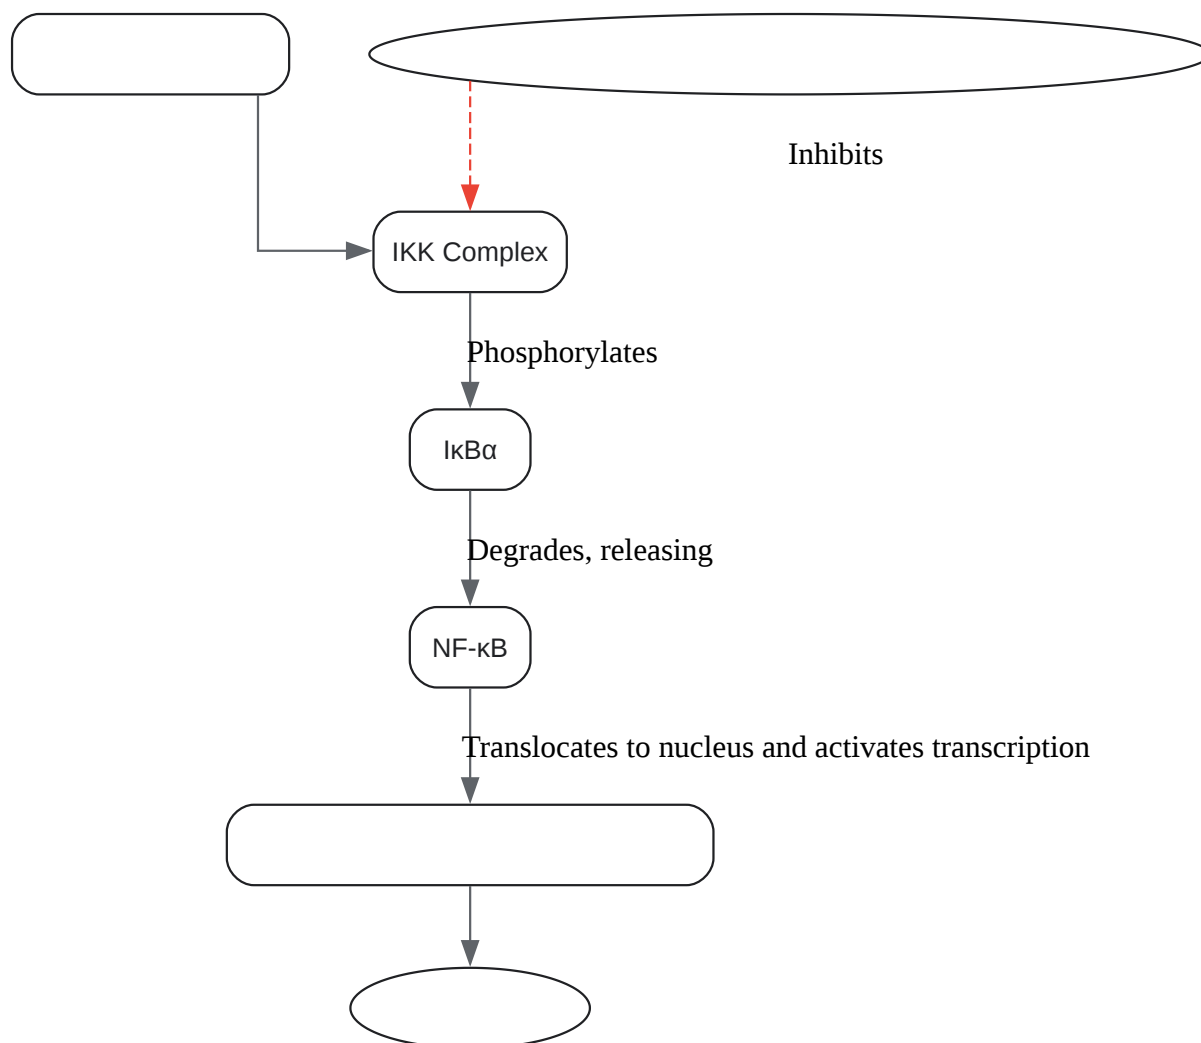 Inhibits
IKK Complex
Phosphorylates
IκBα
Degrades, releasing
NF-κB
Translocates to nucleus and activates transcription